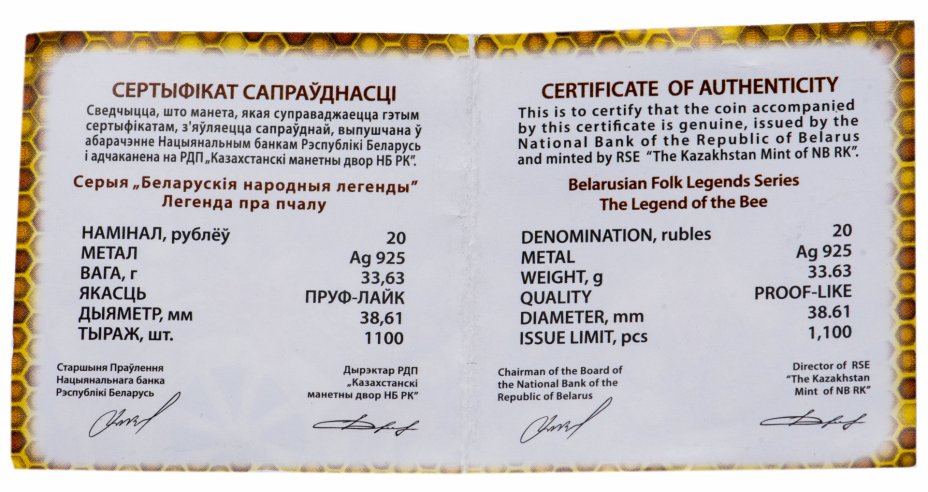 СЕРТЫФІКАТ САПРАЎДНАСЦІ
Сведчыцца, што манета, якая суправаджаецца гэтым
сертыфікатам, з'яўляецца сапраўднай, выпушчана ў
абарачэнне Нацыянальным банкам Рэспублікі Беларусь
і адчаканена на РДП „Казахстанскі манетны двор НБ РК”.
Серыя „Беларускія народныя легенды”
Легенда пра пчалу
НАМІНАЛ, рублёў 20
МЕТАЛ Ag 925
ВАГА, г 33,63
ЯКАСЦЬ ПРУФ-ЛАЙК
ДЫЯМЕТР, мм 38,61
ТЫРАЖ, шт. 1100
Старшыня Праўлення
Нацыянальнага банка
Рэспублікі Беларусь
Дырэктар РДП
„Казахстанскі
манетны двор НБ РК”
CERTIFICATE OF AUTHENTICITY
This is to certify that the coin accompanied
by this certificate is genuine, issued by the
National Bank of the Republic of Belarus
and minted by RSE “The Kazakhstan Mint of NB RK”.
Belarusian Folk Legends Series
The Legend of the Bee
DENOMINATION, rubles 20
METAL Ag 925
WEIGHT, g 33.63
QUALITY PROOF-LIKE
DIAMETER, mm 38.61
ISSUE LIMIT, pcs 1,100
Chairman of the Board of
the National Bank of the
Republic of Belarus
Director of RSE
“The Kazakhstan
Mint of NB RK”